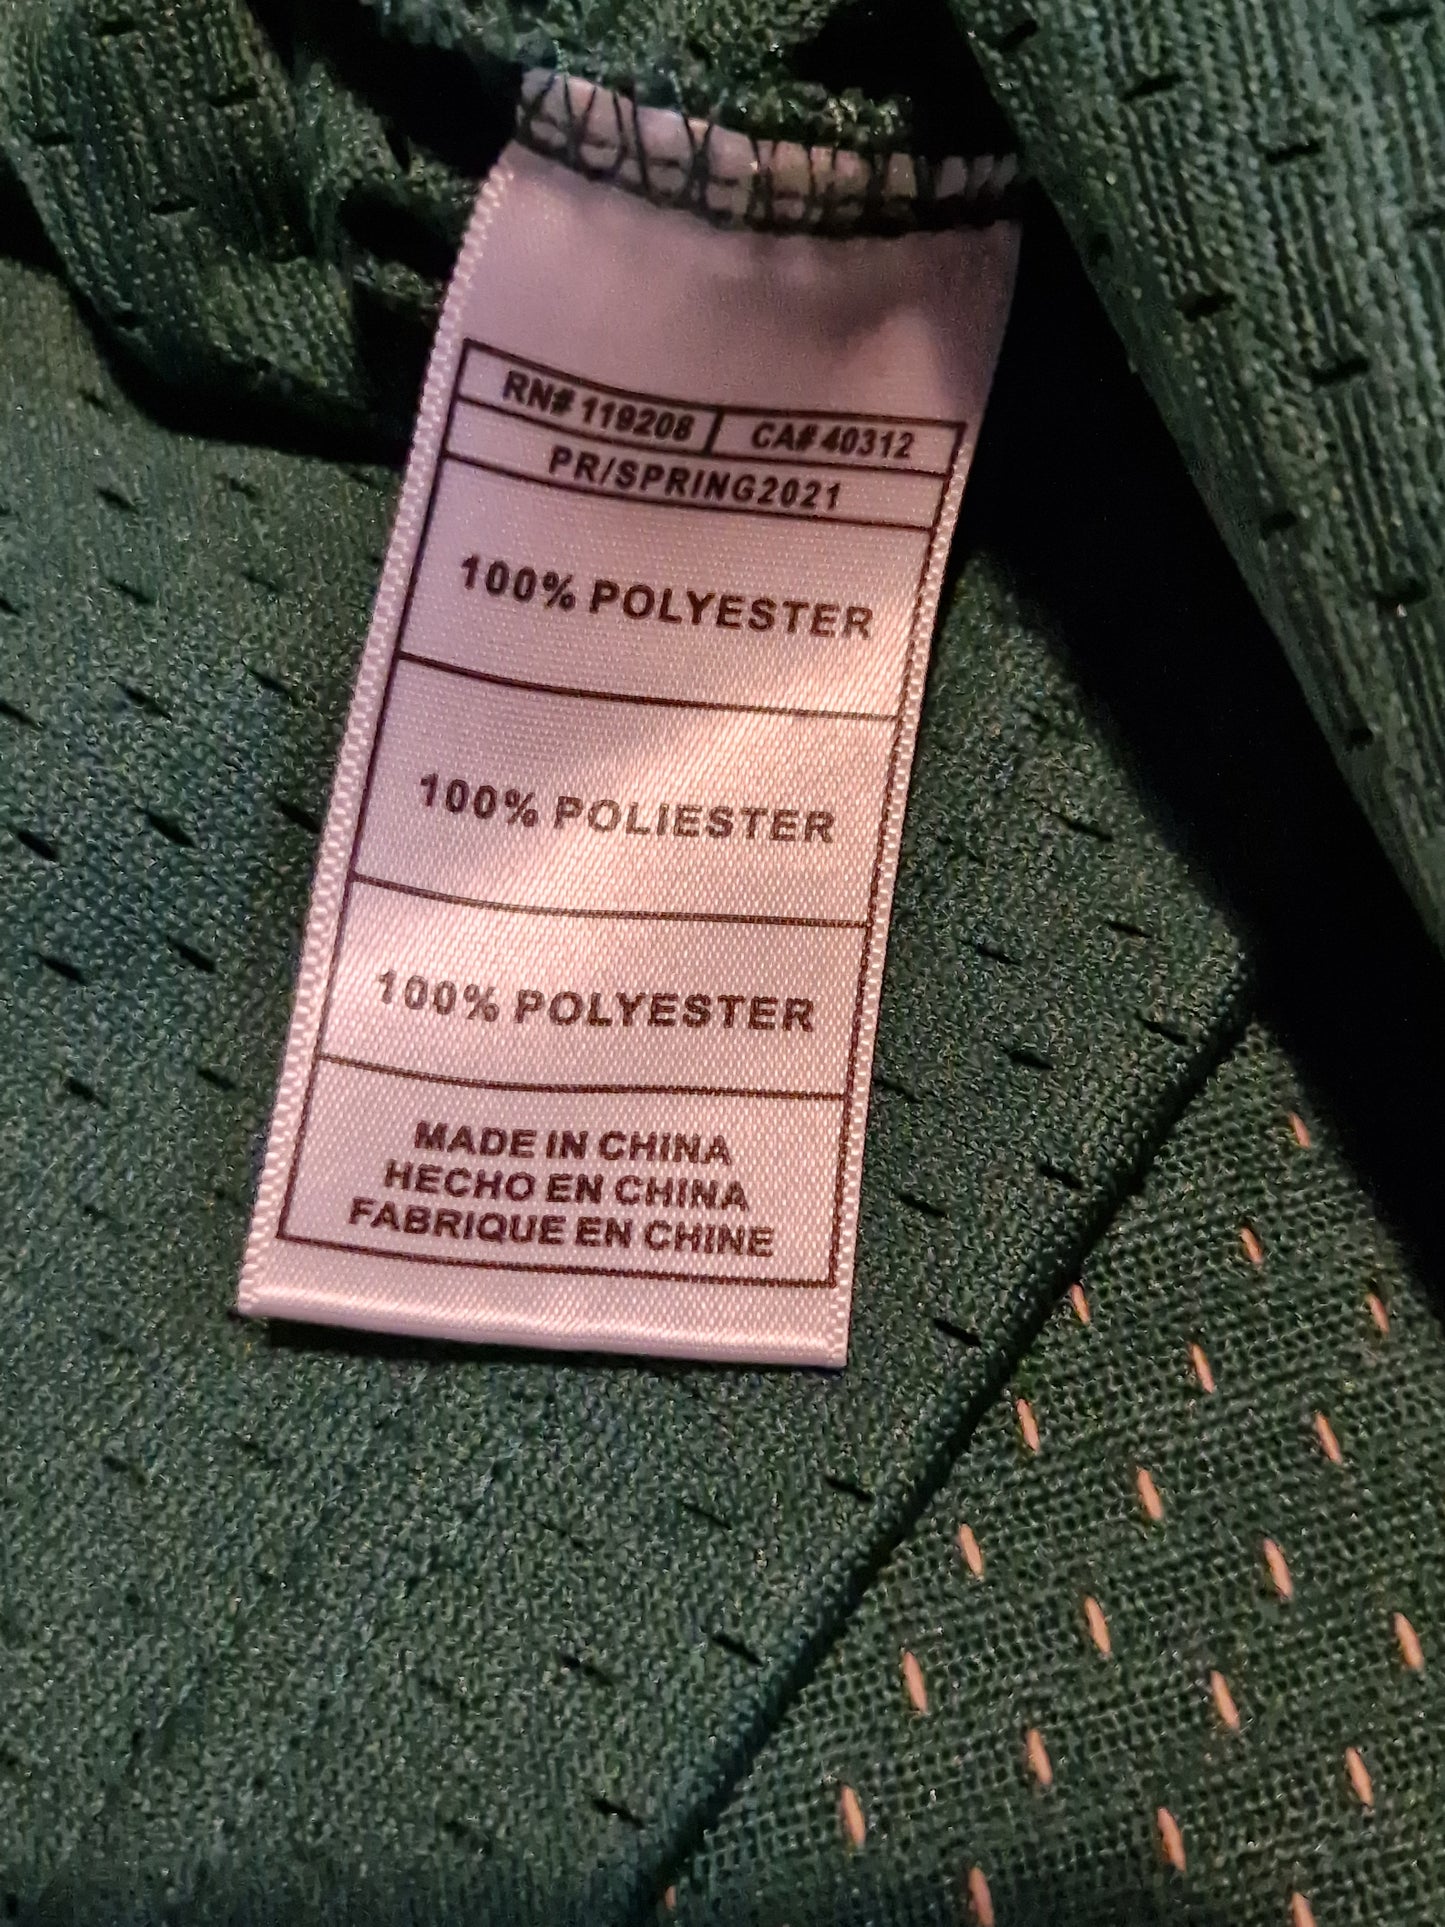 RN# 119208 CA# 40312
PR/SPRING2021
100% POLYESTER
100% POLIESTER
100% POLYESTER
MADE IN CHINA
HECHO EN CHINA
FABRIQUE EN CHINE